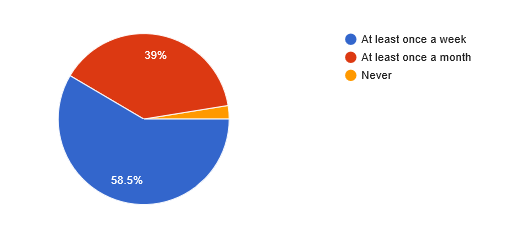 39%
58.5%
At least once a week
At least once a month
Never